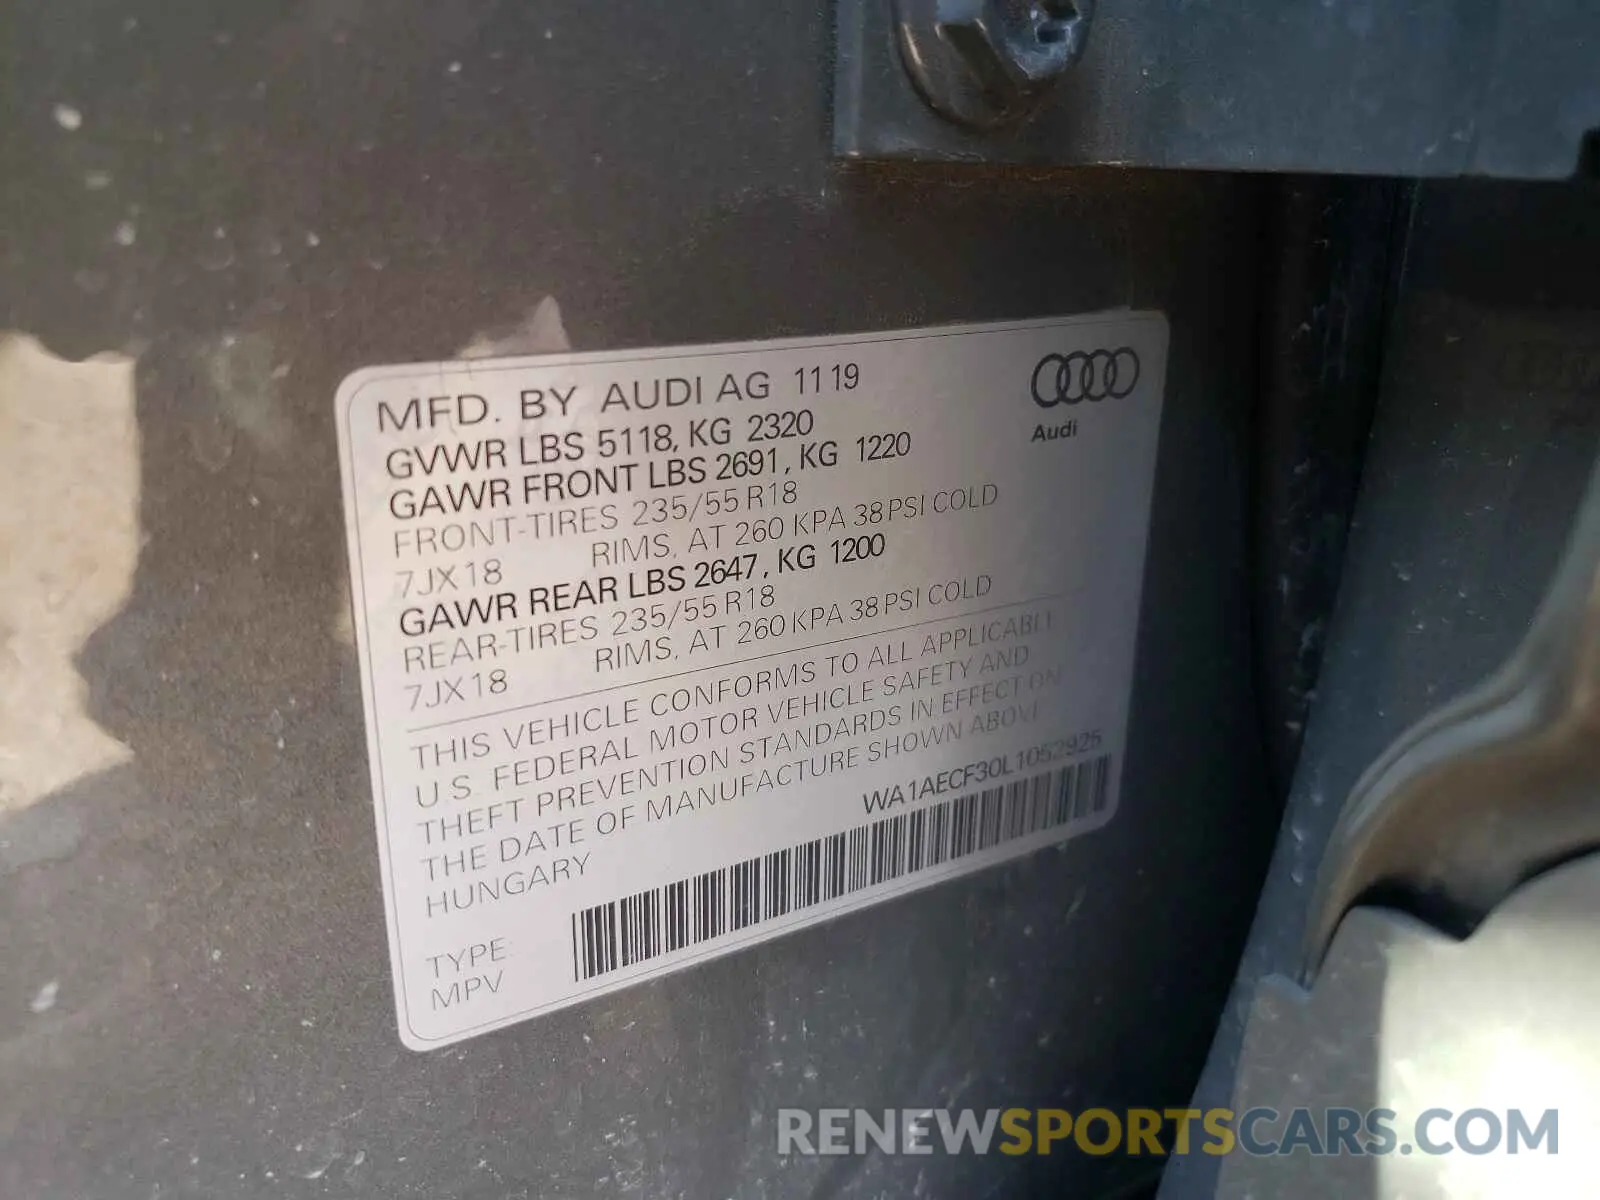 MFD. BY AUDI AG 11 19
GVWR LBS 5118, KG 2320
GAWR FRONT LBS 2691, KG 1220
FRONT-TIRES 235/55 R18
7JX18 RIMS, AT 260 KPA 38 PSI COLD
GAWR REAR LBS 2647, KG 1200
REAR-TIRES 235/55 R18
7JX18 RIMS, AT 260 KPA 38 PSI COLD
Audi
THIS VEHICLE CONFORMS TO ALL APPLICABLE
U.S. FEDERAL MOTOR VEHICLE SAFETY AND
THEFT PREVENTION STANDARDS IN EFFECT ON
THE DATE OF MANUFACTURE SHOWN ABOVE
HUNGARY
WA1AECF30L1052925
TYPE
MPV
RENEWSPORTSCARS.COM